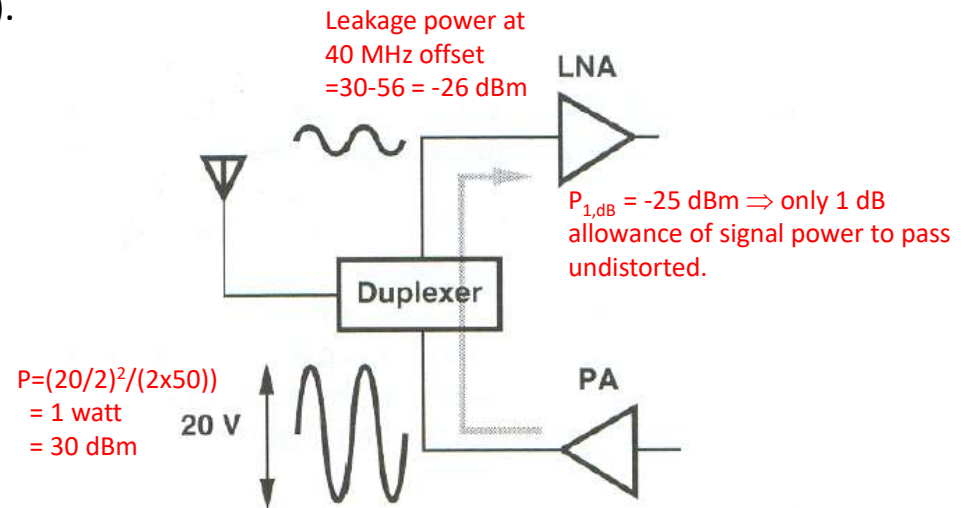 ).
Leakage power at
40 MHz offset
=30-56 = -26 dBm
LNA
P1,dB = -25 dBm ⇒ only 1 dB
allowance of signal power to pass
undistorted.
Duplexer
P=(20/2)²/(2x50))
= 1 watt
= 30 dBm
20 V
PA